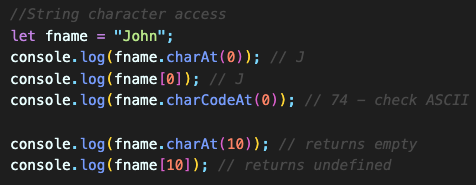 //String character access
let fname = "John";
console.log(fname.charAt(0)); // J
console.log(fname[0]); // J
console.log(fname.charCodeAt(0)); // 74 - check ASCII
console.log(fname.charAt(10)); // returns empty
console.log(fname[10]); // returns undefined